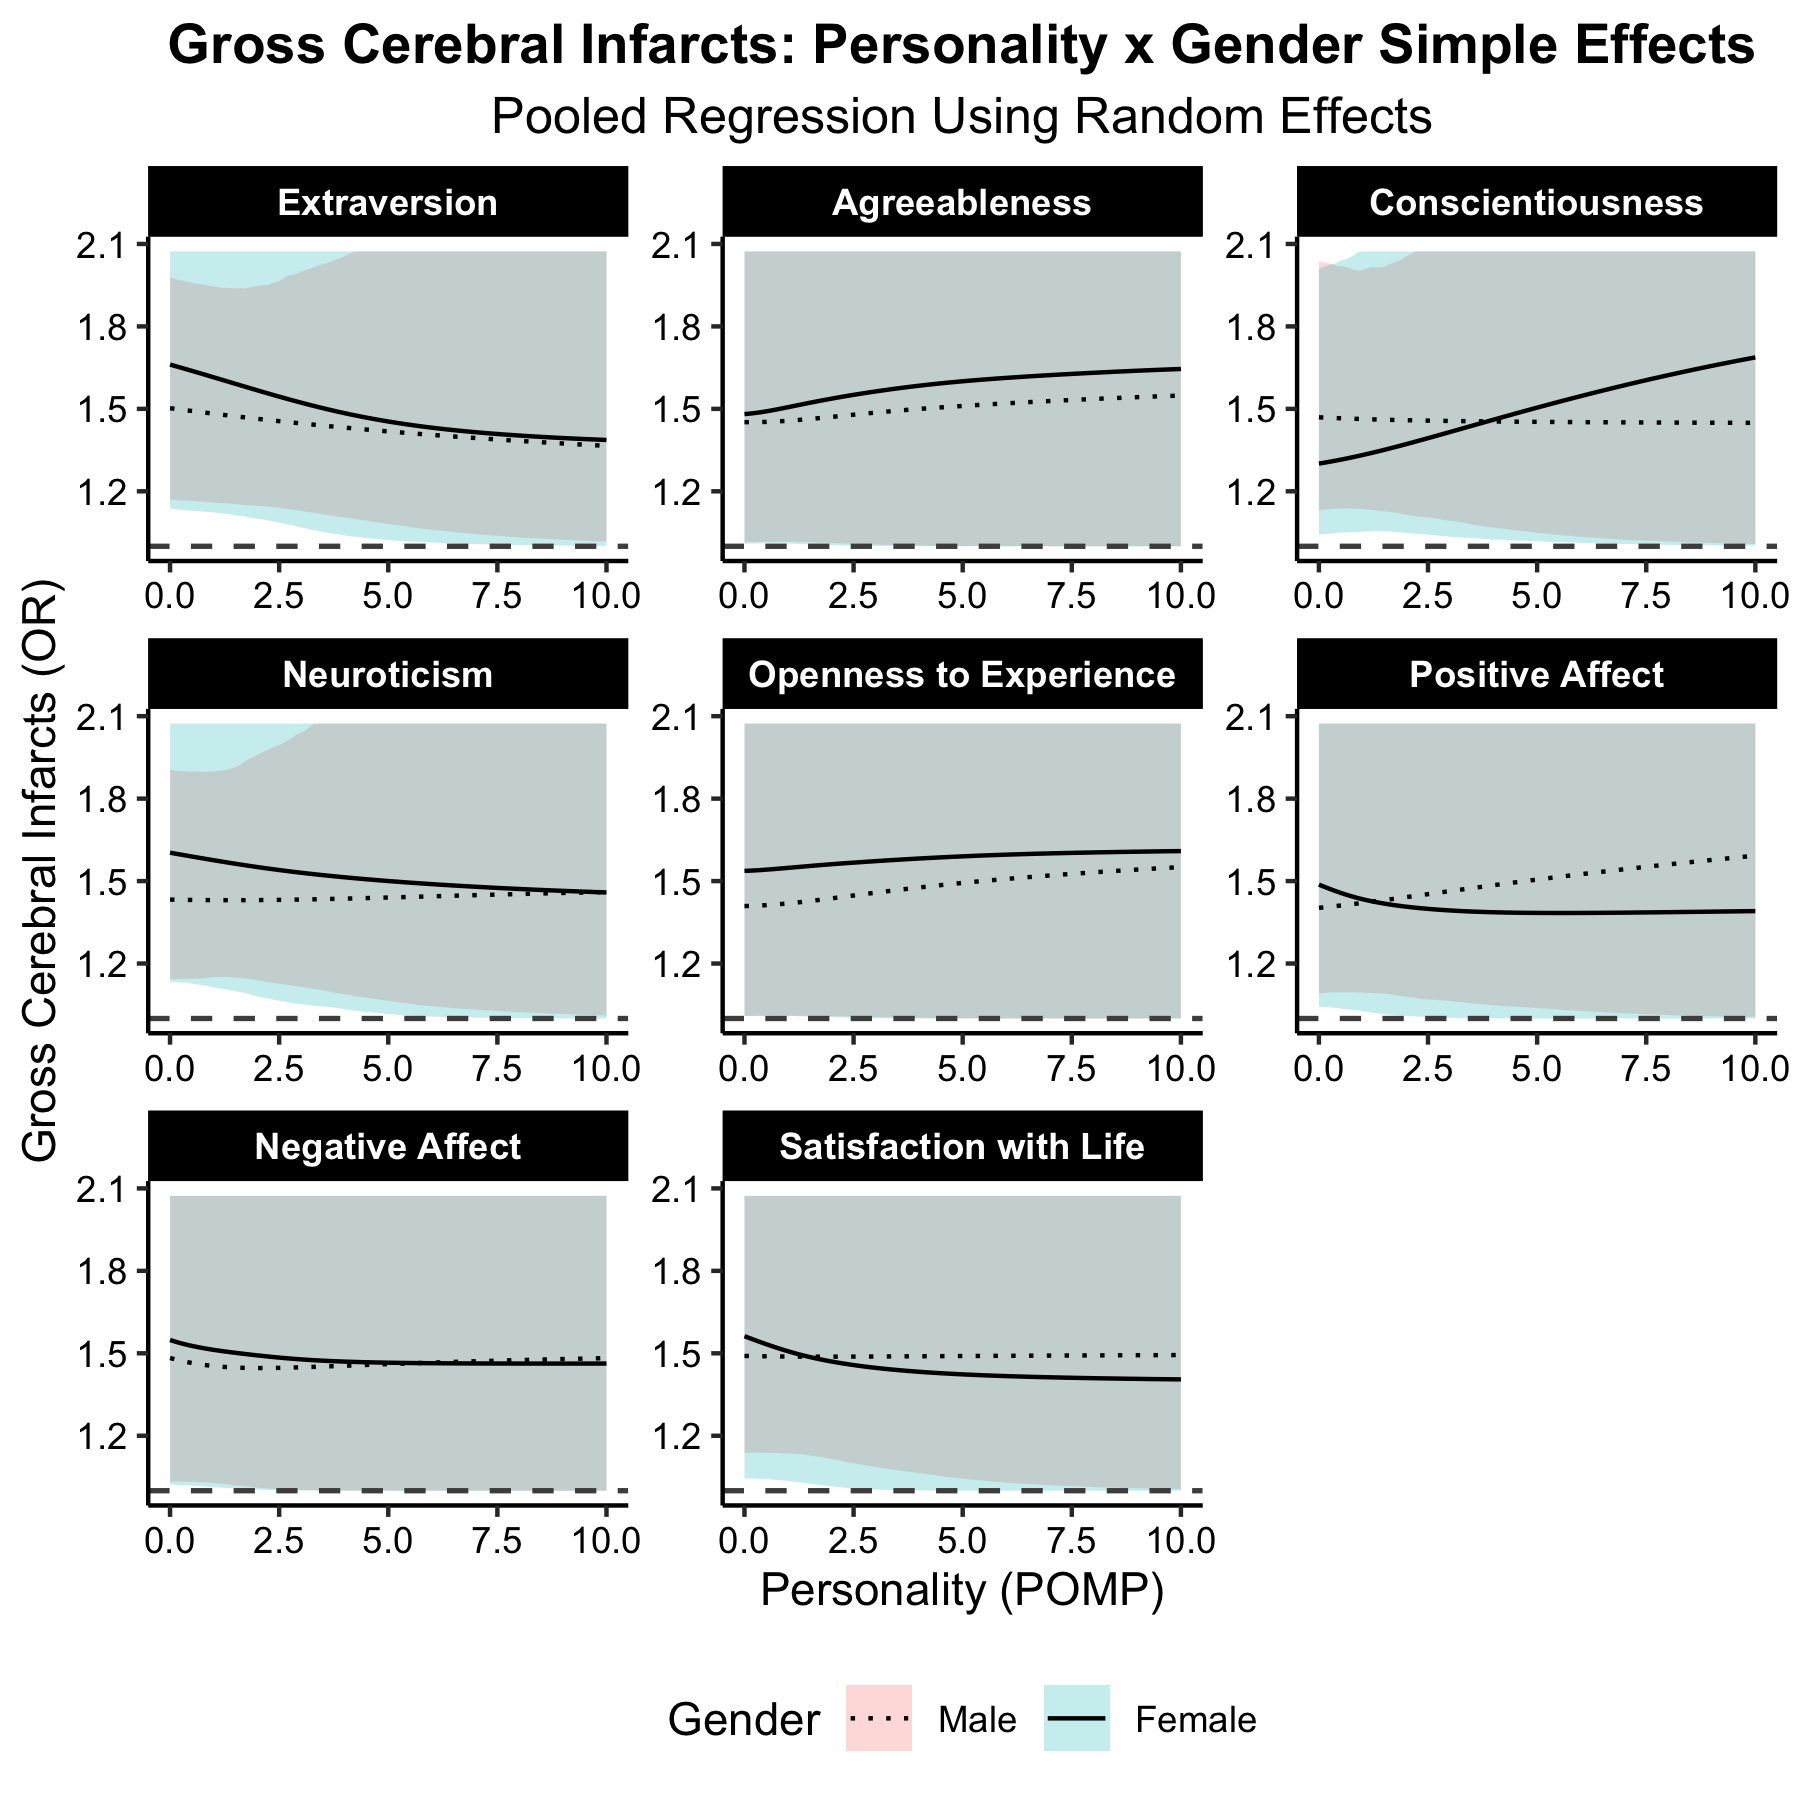 Gross Cerebral Infarcts: Personality x Gender Simple Effects
Pooled Regression Using Random Effects
Extraversion
Agreeableness
Conscientiousness
2.1
1.8
1.5
1.2
0.0 2.5 5.0 7.5 10.0
2.1
1.8
1.5
1.2
0.0 2.5 5.0 7.5 10.0
2.1
1.8
1.5
1.2
0.0 2.5 5.0 7.5 10.0
Gross Cerebral Infarcts (OR)
Neuroticism
Openness to Experience
Positive Affect
2.1
1.8
1.5
1.2
0.0 2.5 5.0 7.5 10.0
2.1
1.8
1.5
1.2
0.0 2.5 5.0 7.5 10.0
2.1
1.8
1.5
1.2
0.0 2.5 5.0 7.5 10.0
Negative Affect
Satisfaction with Life
2.1
1.8
1.5
1.2
0.0 2.5 5.0 7.5 10.0
2.1
1.8
1.5
1.2
0.0 2.5 5.0 7.5 10.0
Personality (POMP)
Gender Male Female